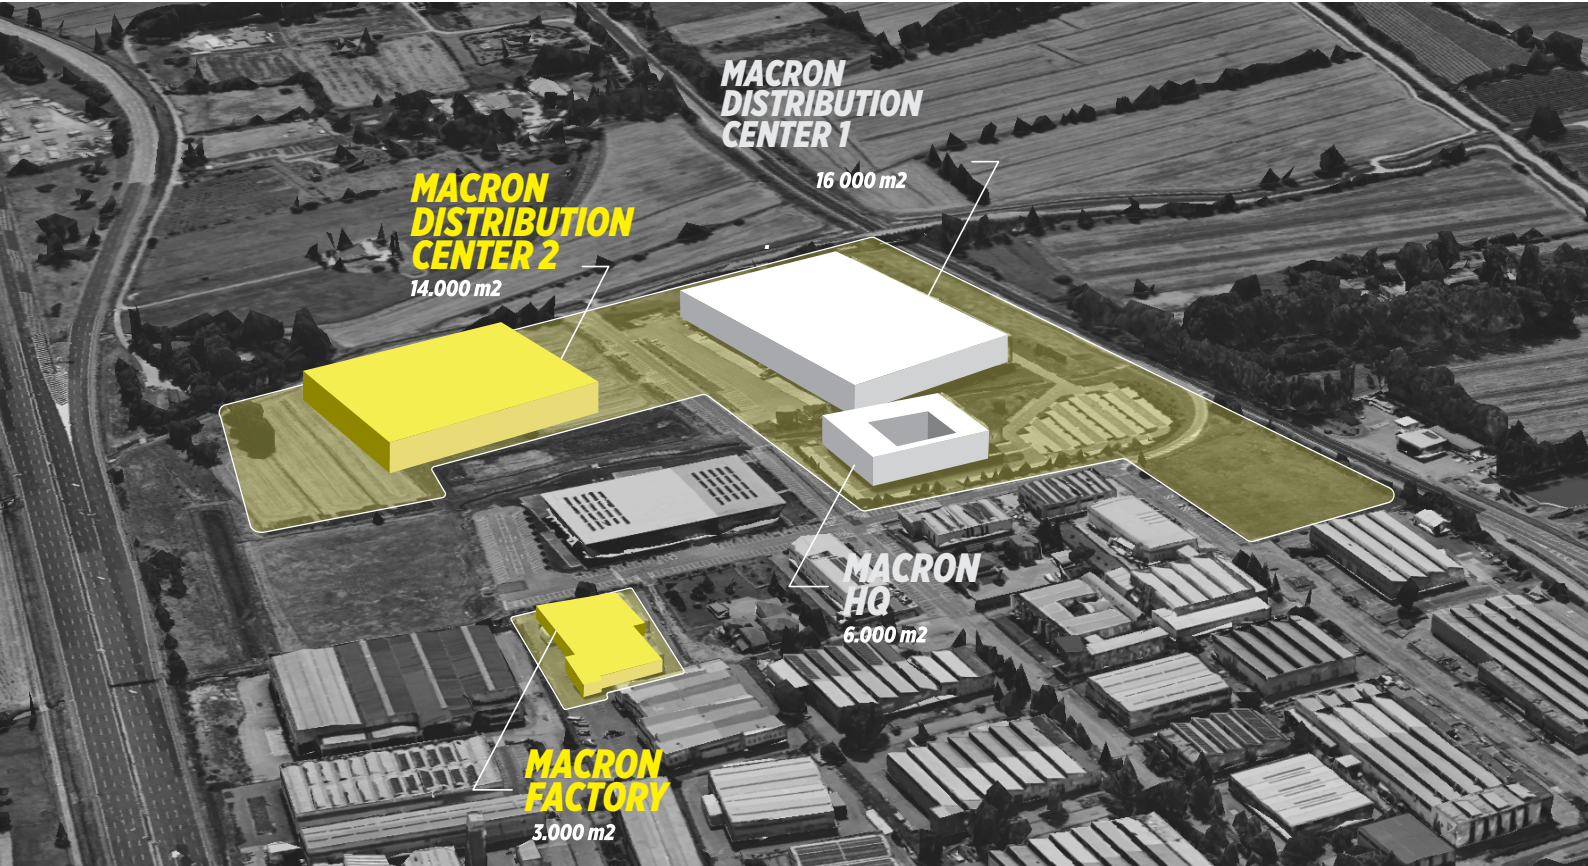 MACRON
DISTRIBUTION
CENTER 1
16 000 m2
MACRON
DISTRIBUTION
CENTER 2
14.000 m2
MACRON
HQ
6.000 m2
MACRON
FACTORY
3.000 m2